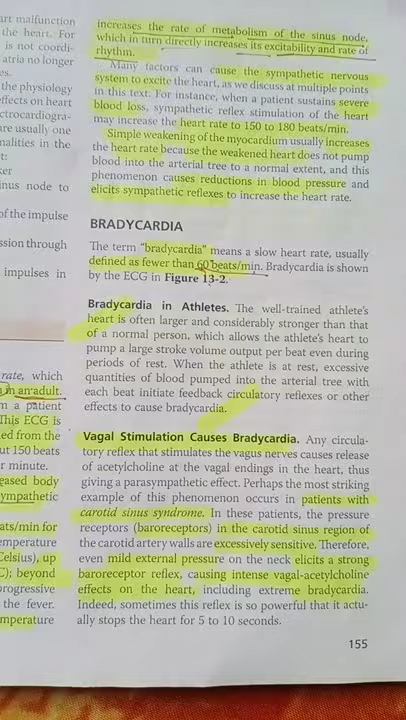 art malfunction
the heart. For
is not coordi-
atria no longer
es.
the physiology
ffects on heart
ctrocardiogra-
are usually one
malities in the
t:
ker
inus node to
of the impulse
ssion through
impulses in
rate, which
in an adult.
m a patient
This ECG is
ed from the
ut 150 beats
r minute.
eased body
ympathetic
ats/min for
emperature
Celsius), up
C); beyond
rogressive
the fever.
mperature
increases the rate of metabolism of the sinus node,
which in turn directly increases its excitability and rate of
rhythm.
Many factors can cause the sympathetic nervous
system to excite the heart, as we discuss at multiple points
in this text. For instance, when a patient sustains severe
blood loss, sympathetic reflex stimulation of the heart
may increase the heart rate to 150 to 180 beats/min.
Simple weakening of the myocardium usually increases
the heart rate because the weakened heart does not pump
blood into the arterial tree to a normal extent, and this
phenomenon causes reductions in blood pressure and
elicits sympathetic reflexes to increase the heart rate.
BRADYCARDIA
The term “bradycardia” means a slow heart rate, usually
defined as fewer than 60 beats/min. Bradycardia is shown
by the ECG in Figure 13-2.
Bradycardia in Athletes. The well-trained athlete’s
heart is often larger and considerably stronger than that
of a normal person, which allows the athlete’s heart to
pump a large stroke volume output per beat even during
periods of rest. When the athlete is at rest, excessive
quantities of blood pumped into the arterial tree with
each beat initiate feedback circulatory reflexes or other
effects to cause bradycardia.
Vagal Stimulation Causes Bradycardia. Any circula-
tory reflex that stimulates the vagus nerves causes release
of acetylcholine at the vagal endings in the heart, thus
giving a parasympathetic effect. Perhaps the most striking
example of this phenomenon occurs in patients with
carotid sinus syndrome. In these patients, the pressure
receptors (baroreceptors) in the carotid sinus region of
the carotid artery walls are excessively sensitive. Therefore,
even mild external pressure on the neck elicits a strong
baroreceptor reflex, causing intense vagal-acetylcholine
effects on the heart, including extreme bradycardia.
Indeed, sometimes this reflex is so powerful that it actu-
ally stops the heart for 5 to 10 seconds.
155